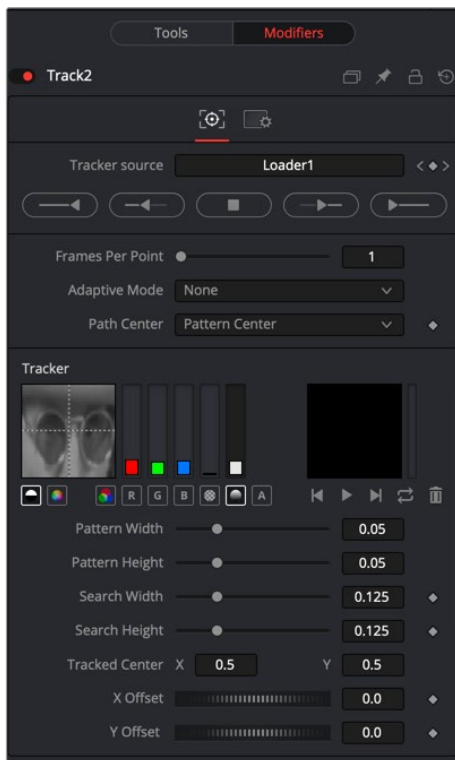 Tools Modifiers
Track2
Tracker source Loader1
Frames Per Point 1
Adaptive Mode None
Path Center Pattern Center
Tracker
R G B A
Pattern Width 0.05
Pattern Height 0.05
Search Width 0.125
Search Height 0.125
Tracked Center X 0.5 Y 0.5
X Offset 0.0
Y Offset 0.0